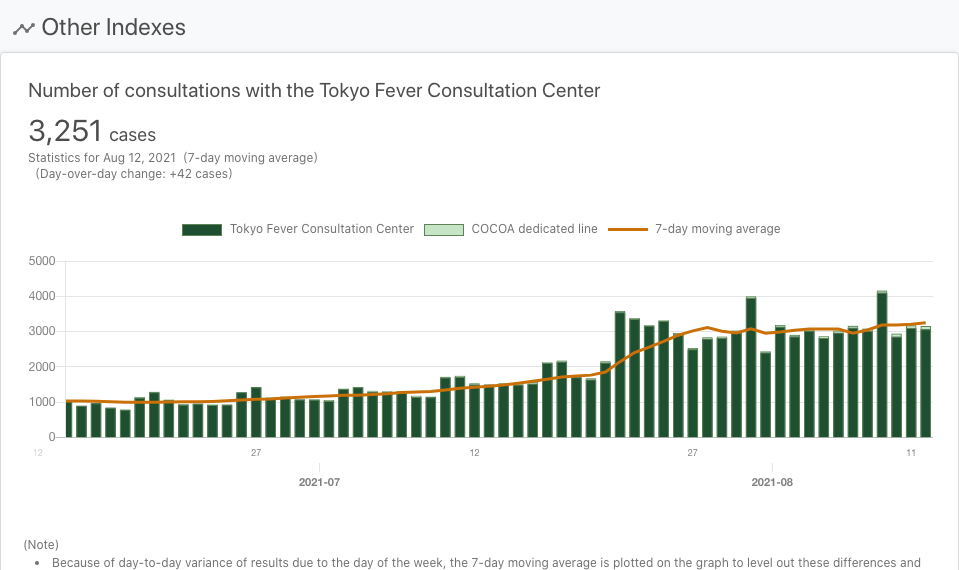 Other Indexes
Number of consultations with the Tokyo Fever Consultation Center
3,251 cases
Statistics for Aug 12, 2021 (7-day moving average)
(Day-over-day change: +42 cases)
Tokyo Fever Consultation Center COCOA dedicated line 7-day moving average
5000
4000
3000
2000
1000
0
12 27 12 27 11
2021-07 2021-08
(Note)
• Because of day-to-day variance of results due to the day of the week, the 7-day moving average is plotted on the graph to level out these differences and